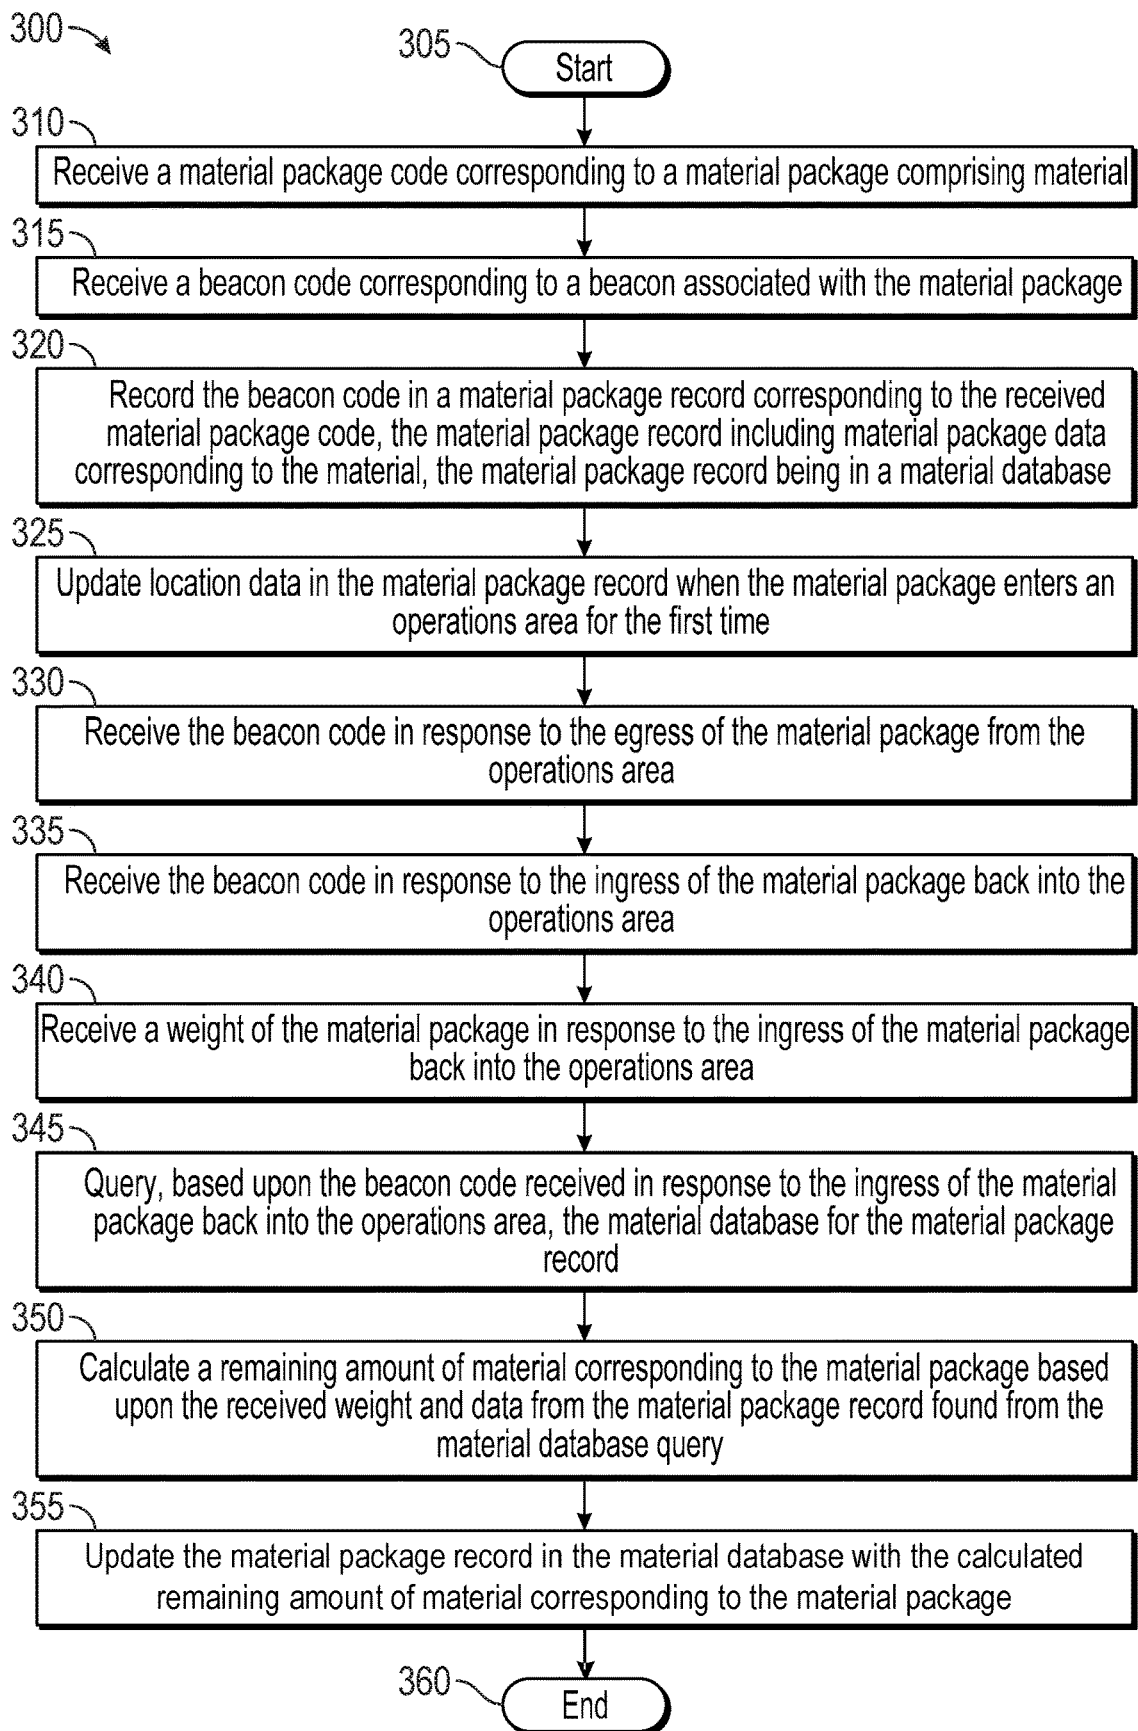 300
305
Start
310
Receive a material package code corresponding to a material package comprising material
315
Receive a beacon code corresponding to a beacon associated with the material package
320
Record the beacon code in a material package record corresponding to the received
material package code, the material package record including material package data
corresponding to the material, the material package record being in a material database
325
Update location data in the material package record when the material package enters an
operations area for the first time
330
Receive the beacon code in response to the egress of the material package from the
operations area
335
Receive the beacon code in response to the ingress of the material package back into the
operations area
340
Receive a weight of the material package in response to the ingress of the material package
back into the operations area
345
Query, based upon the beacon code received in response to the ingress of the material
package back into the operations area, the material database for the material package
record
350
Calculate a remaining amount of material corresponding to the material package based
upon the received weight and data from the material package record found from the
material database query
355
Update the material package record in the material database with the calculated
remaining amount of material corresponding to the material package
360
End